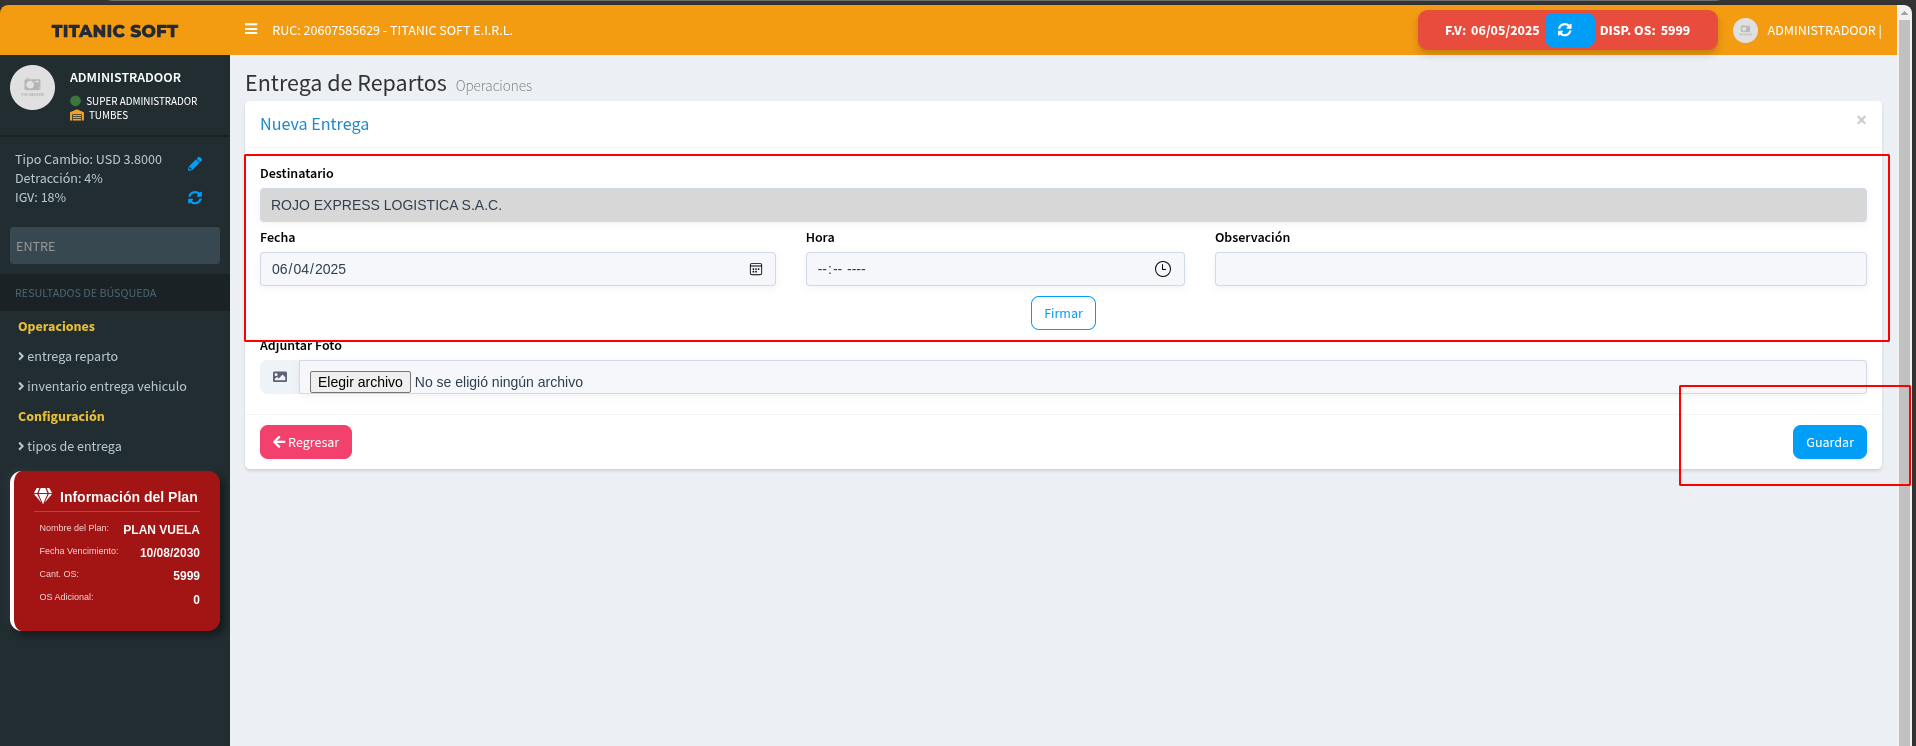 TITANIC SOFT
RUC: 20607585629 - TITANIC SOFT E.I.R.L.
F.V: 06/05/2025
DISP. OS: 5999
ADMINISTRADOOR |
ADMINISTRADOOR
SUPER ADMINISTRADOR
TUMBES
Tipo Cambio: USD 3.8000
Detracción: 4%
IGV: 18%
ENTRE
RESULTADOS DE BÚSQUEDA
Operaciones
entrega reparto
inventario entrega vehiculo
Configuración
tipos de entrega
Información del Plan
Nombre del Plan: PLAN VUELA
Fecha Vencimiento: 10/08/2030
Cant. OS: 5999
OS Adicional: 0
Entrega de Repartos Operaciones
Nueva Entrega
×
Destinatario
ROJO EXPRESS LOGISTICA S.A.C.
Fecha Hora Observación
06/04/2025 --:-- ----
Firmar
Adjuntar Foto
Elegir archivo No se eligió ningún archivo
Regresar Guardar